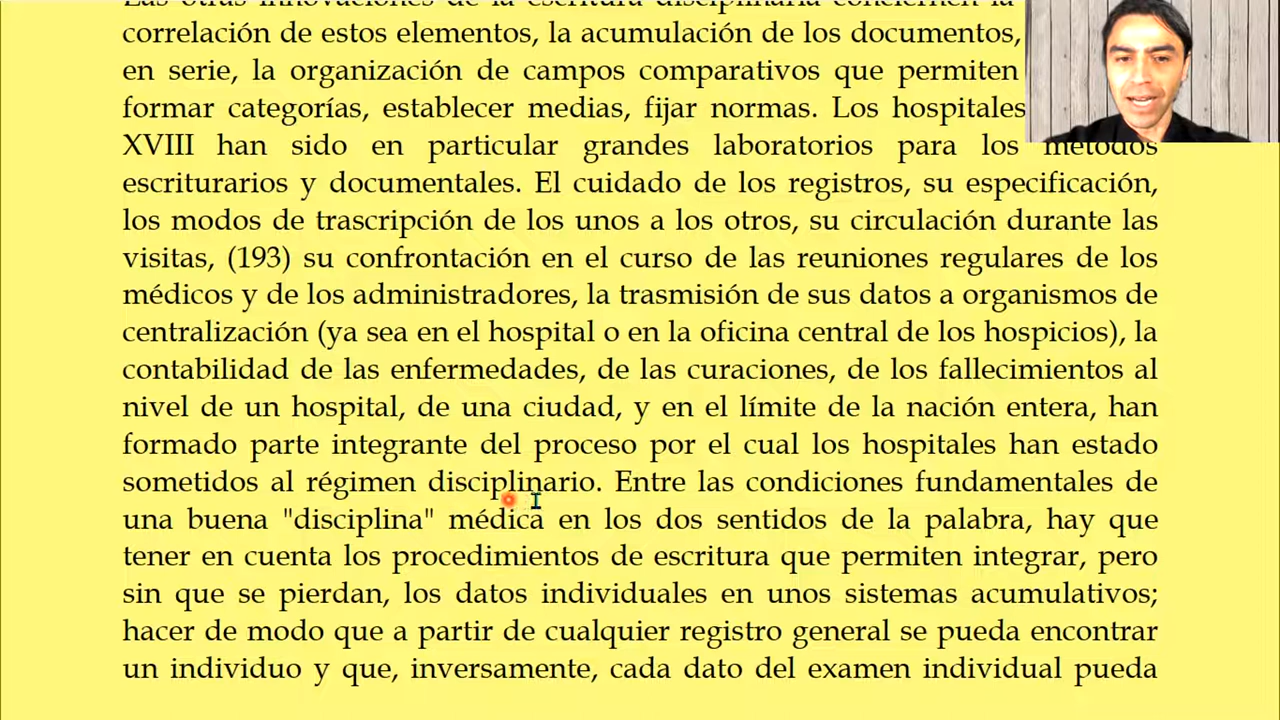 Las otras innovaciones de la escritura disciplinaria conciernen la
correlación de estos elementos, la acumulación de los documentos,
en serie, la organización de campos comparativos que permiten
formar categorías, establecer medias, fijar normas. Los hospitales
XVIII han sido en particular grandes laboratorios para los métodos
escriturarios y documentales. El cuidado de los registros, su especificación,
los modos de trascripción de los unos a los otros, su circulación durante las
visitas, (193) su confrontación en el curso de las reuniones regulares de los
médicos y de los administradores, la trasmisión de sus datos a organismos de
centralización (ya sea en el hospital o en la oficina central de los hospicios), la
contabilidad de las enfermedades, de las curaciones, de los fallecimientos al
nivel de un hospital, de una ciudad, y en el límite de la nación entera, han
formado parte integrante del proceso por el cual los hospitales han estado
sometidos al régimen disciplinario. Entre las condiciones fundamentales de
una buena "disciplina" médica en los dos sentidos de la palabra, hay que
tener en cuenta los procedimientos de escritura que permiten integrar, pero
sin que se pierdan, los datos individuales en unos sistemas acumulativos;
hacer de modo que a partir de cualquier registro general se pueda encontrar
un individuo y que, inversamente, cada dato del examen individual pueda